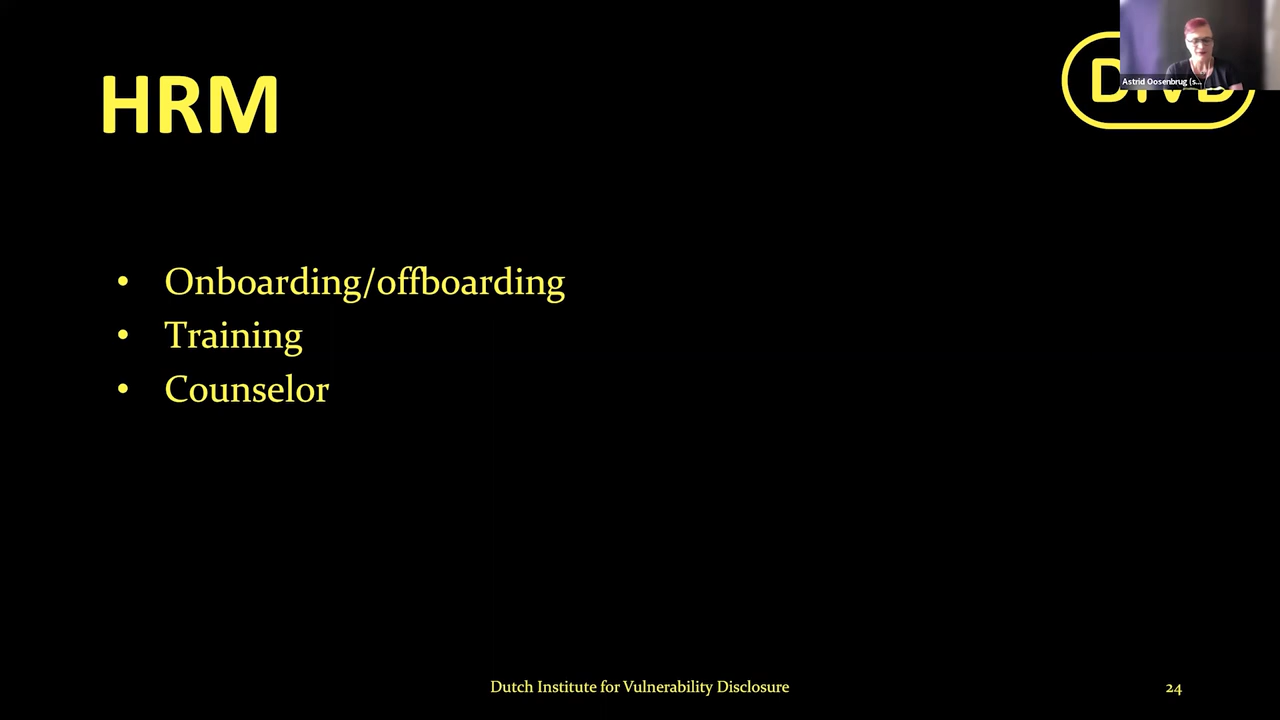 HRM
Astrid Oosenbrug (s...
• Onboarding/offboarding
• Training
• Counselor
Dutch Institute for Vulnerability Disclosure
24